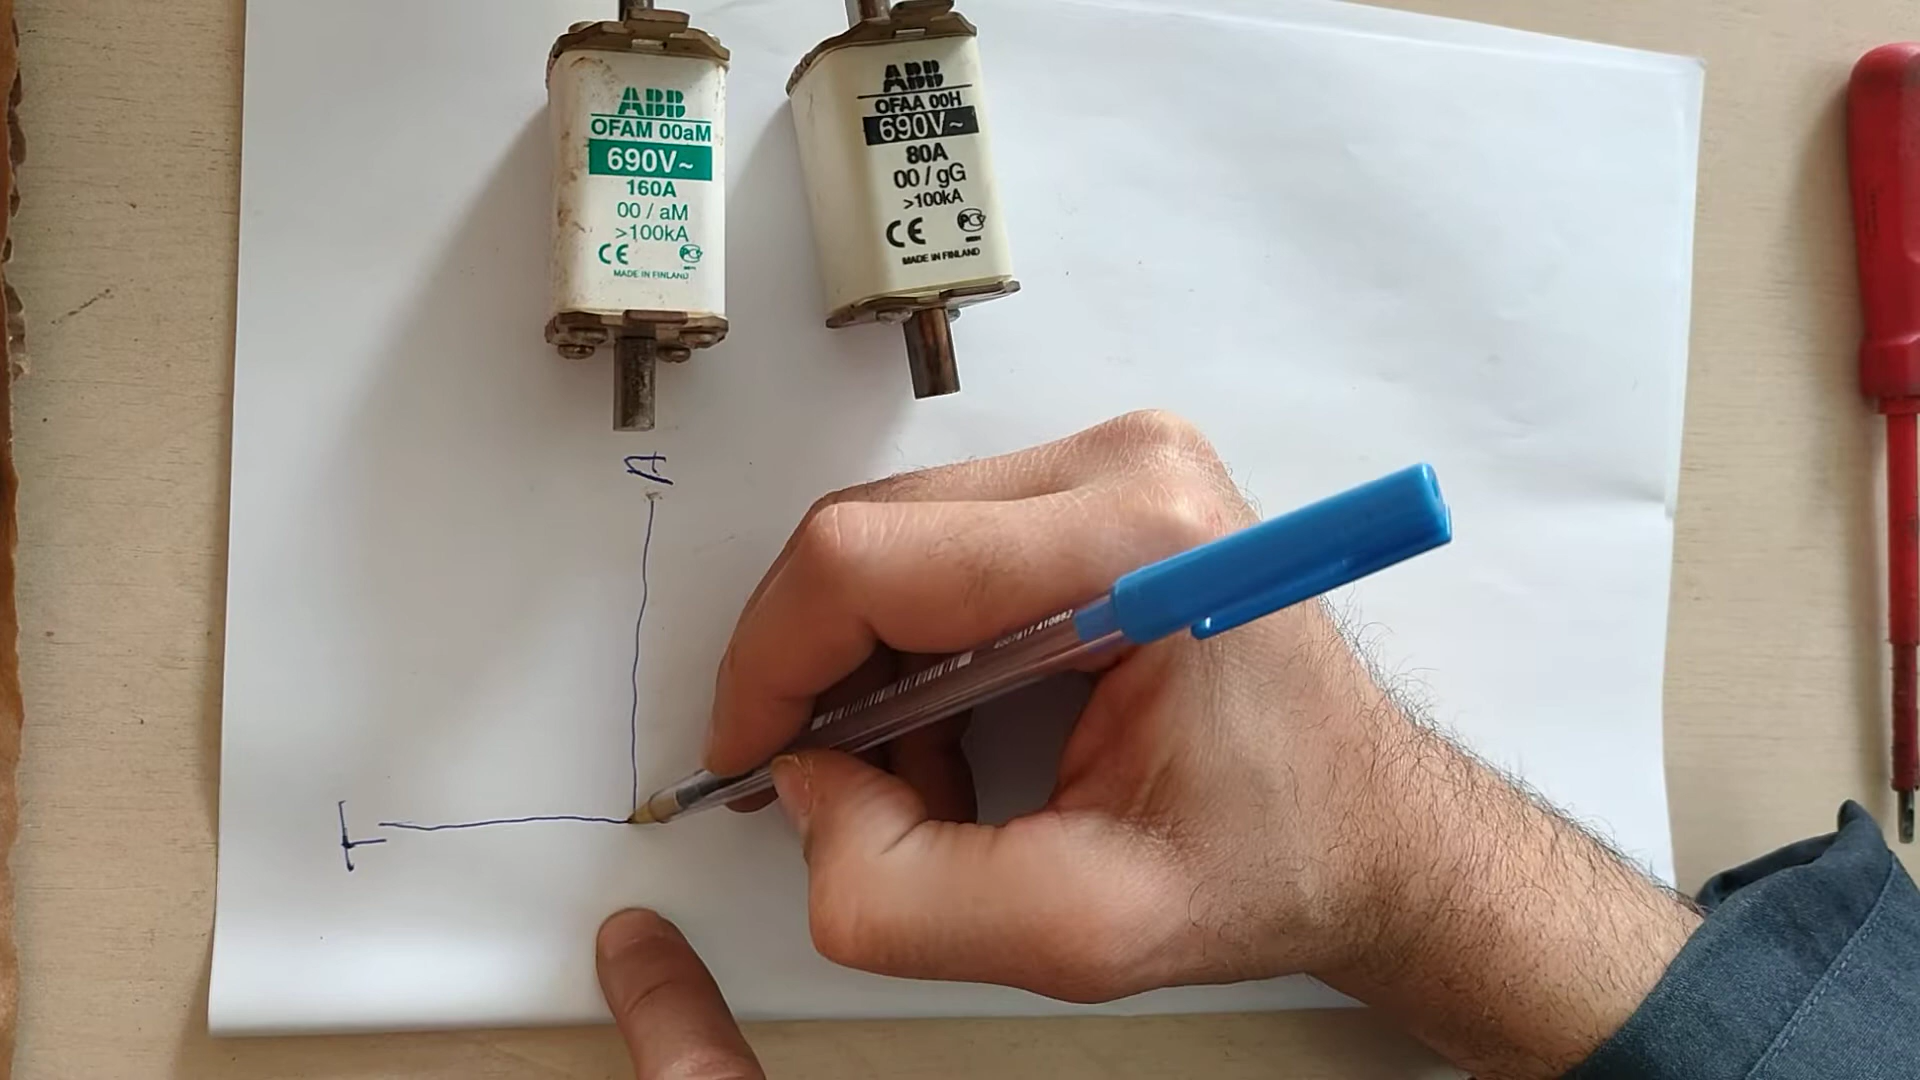 ABB
OFAM 00aM
690V~
160A
00 / aM
>100kA
CE
MADE IN FINLAND
ABB
OFAA 00H
690V~
80A
00 / gG
>100kA
CE
MADE IN FINLAND
A
T